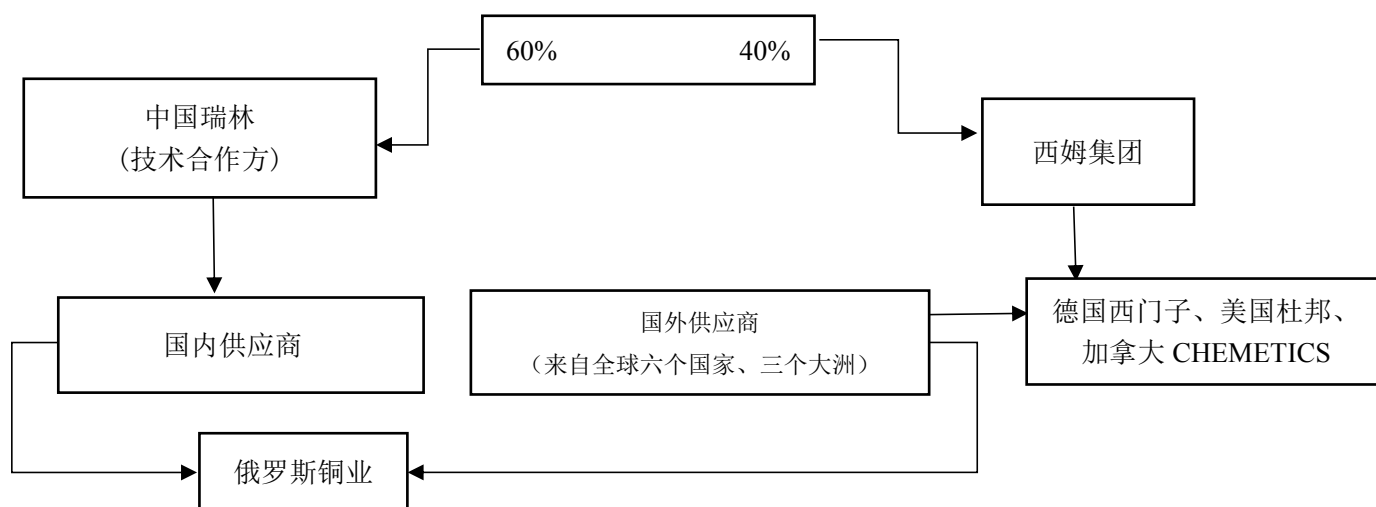 60% 40%
中国瑞林
(技术合作方)
西姆集团
国内供应商
国外供应商
（来自全球六个国家、三个大洲）
德国西门子、美国杜邦、
加拿大 CHEMETICS
俄罗斯铜业